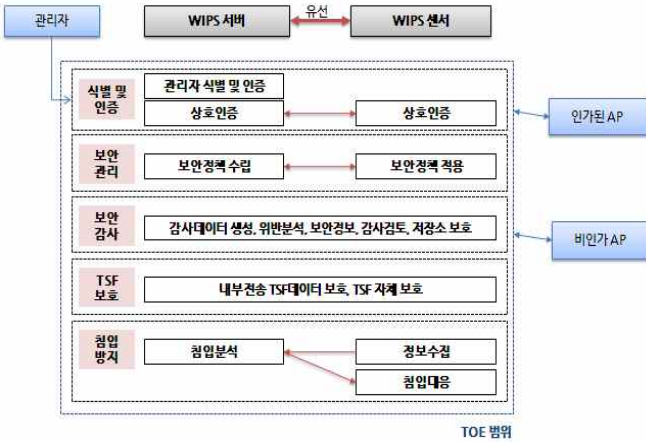 관리자
WIPS 서버
유선
WIPS 센서
식별 및
인증
관리자 식별 및 인증
상호인증
상호인증
인가된 AP
보안
관리
보안정책 수립
보안정책 적용
보안
감사
감사데이터 생성, 위반분석, 보안경보, 감사검토, 저장소 보호
비인가 AP
TSF
보호
내부전송 TSF데이터 보호, TSF 자체 보호
침입
방지
침입분석
정보수집
침입대응
TOE 범위